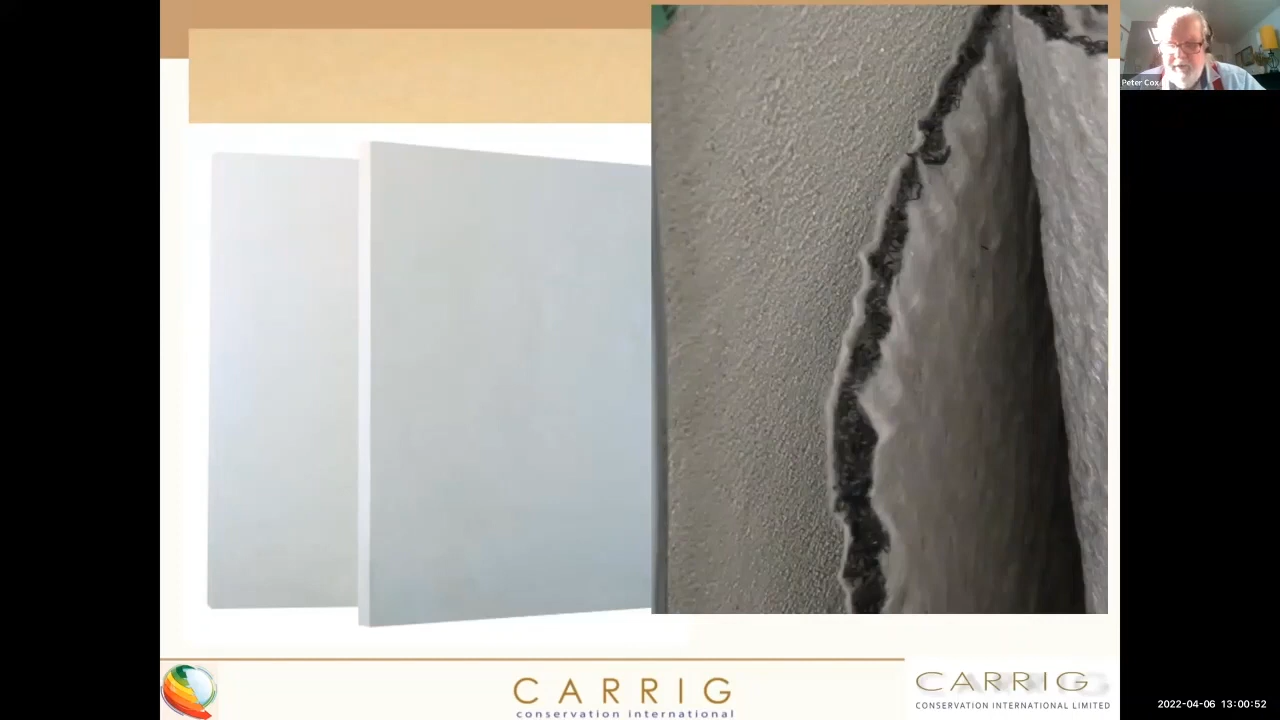 Peter Cox
CARRIG
conservation international
CARRIG
CONSERVATION INTERNATIONAL LIMITED
2022-04-06 13:00:52